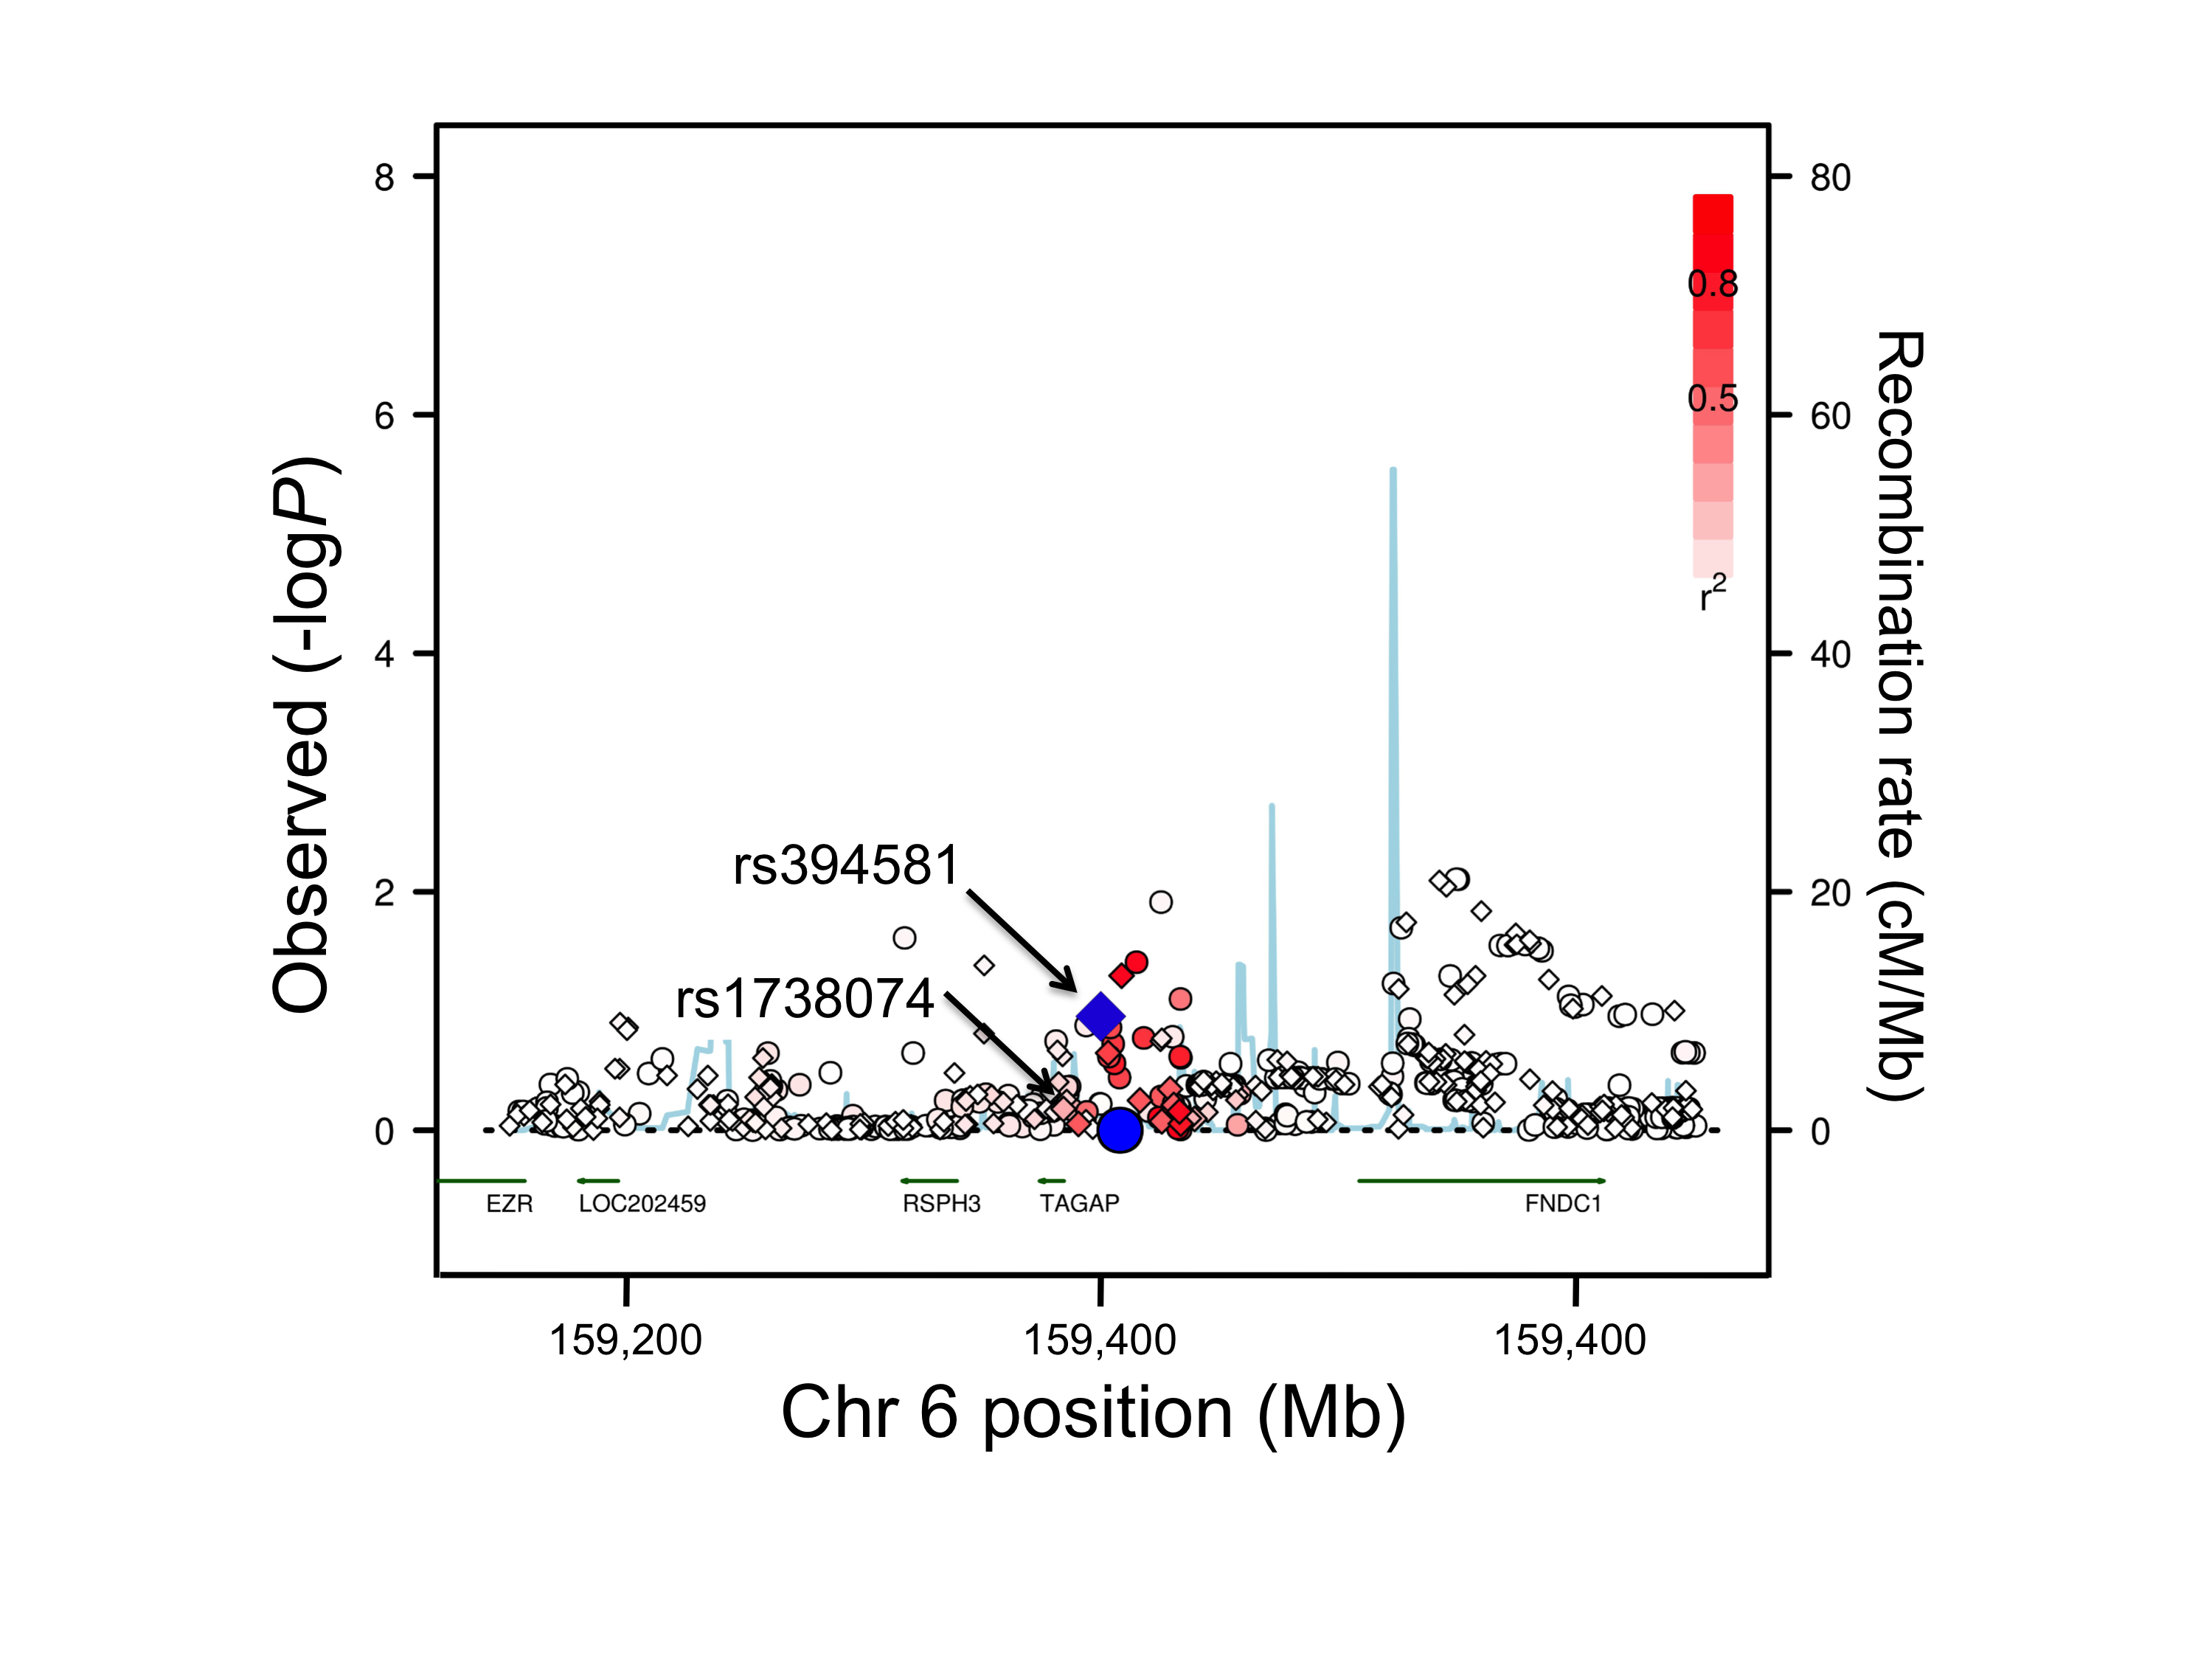 8
6
4
2
0
Observed (-logP)
80
60
40
20
0
Recombination rate (cM/Mb)
0.8
0.5
r²
rs394581
rs1738074
EZR
LOC202459
RSPH3
TAGAP
FNDC1
159,200
159,400
159,400
Chr 6 position (Mb)